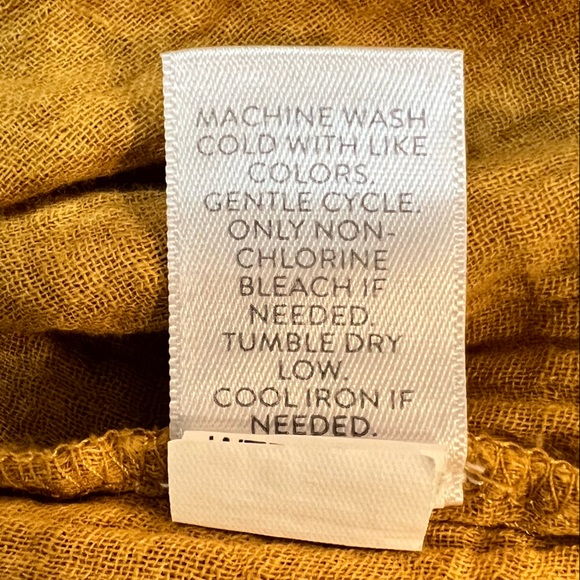 MACHINE WASH
COLD WITH LIKE
COLORS.
GENTLE CYCLE.
ONLY NON-
CHLORINE
BLEACH IF
NEEDED.
TUMBLE DRY
LOW.
COOL IRON IF
NEEDED.